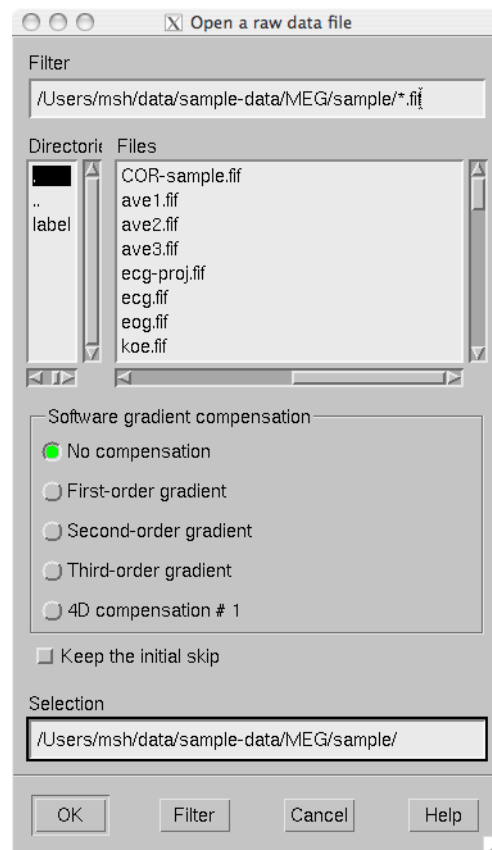 Open a raw data file
Filter
/Users/msh/data/sample-data/MEG/sample/*.fif
Directorie Files
. COR-sample.fif
.. ave1.fif
label ave2.fif
ave3.fif
ecg-proj.fif
ecg.fif
eog.fif
koe.fif
Software gradient compensation
No compensation
First-order gradient
Second-order gradient
Third-order gradient
4D compensation # 1
Keep the initial skip
Selection
/Users/msh/data/sample-data/MEG/sample/
OK Filter Cancel Help